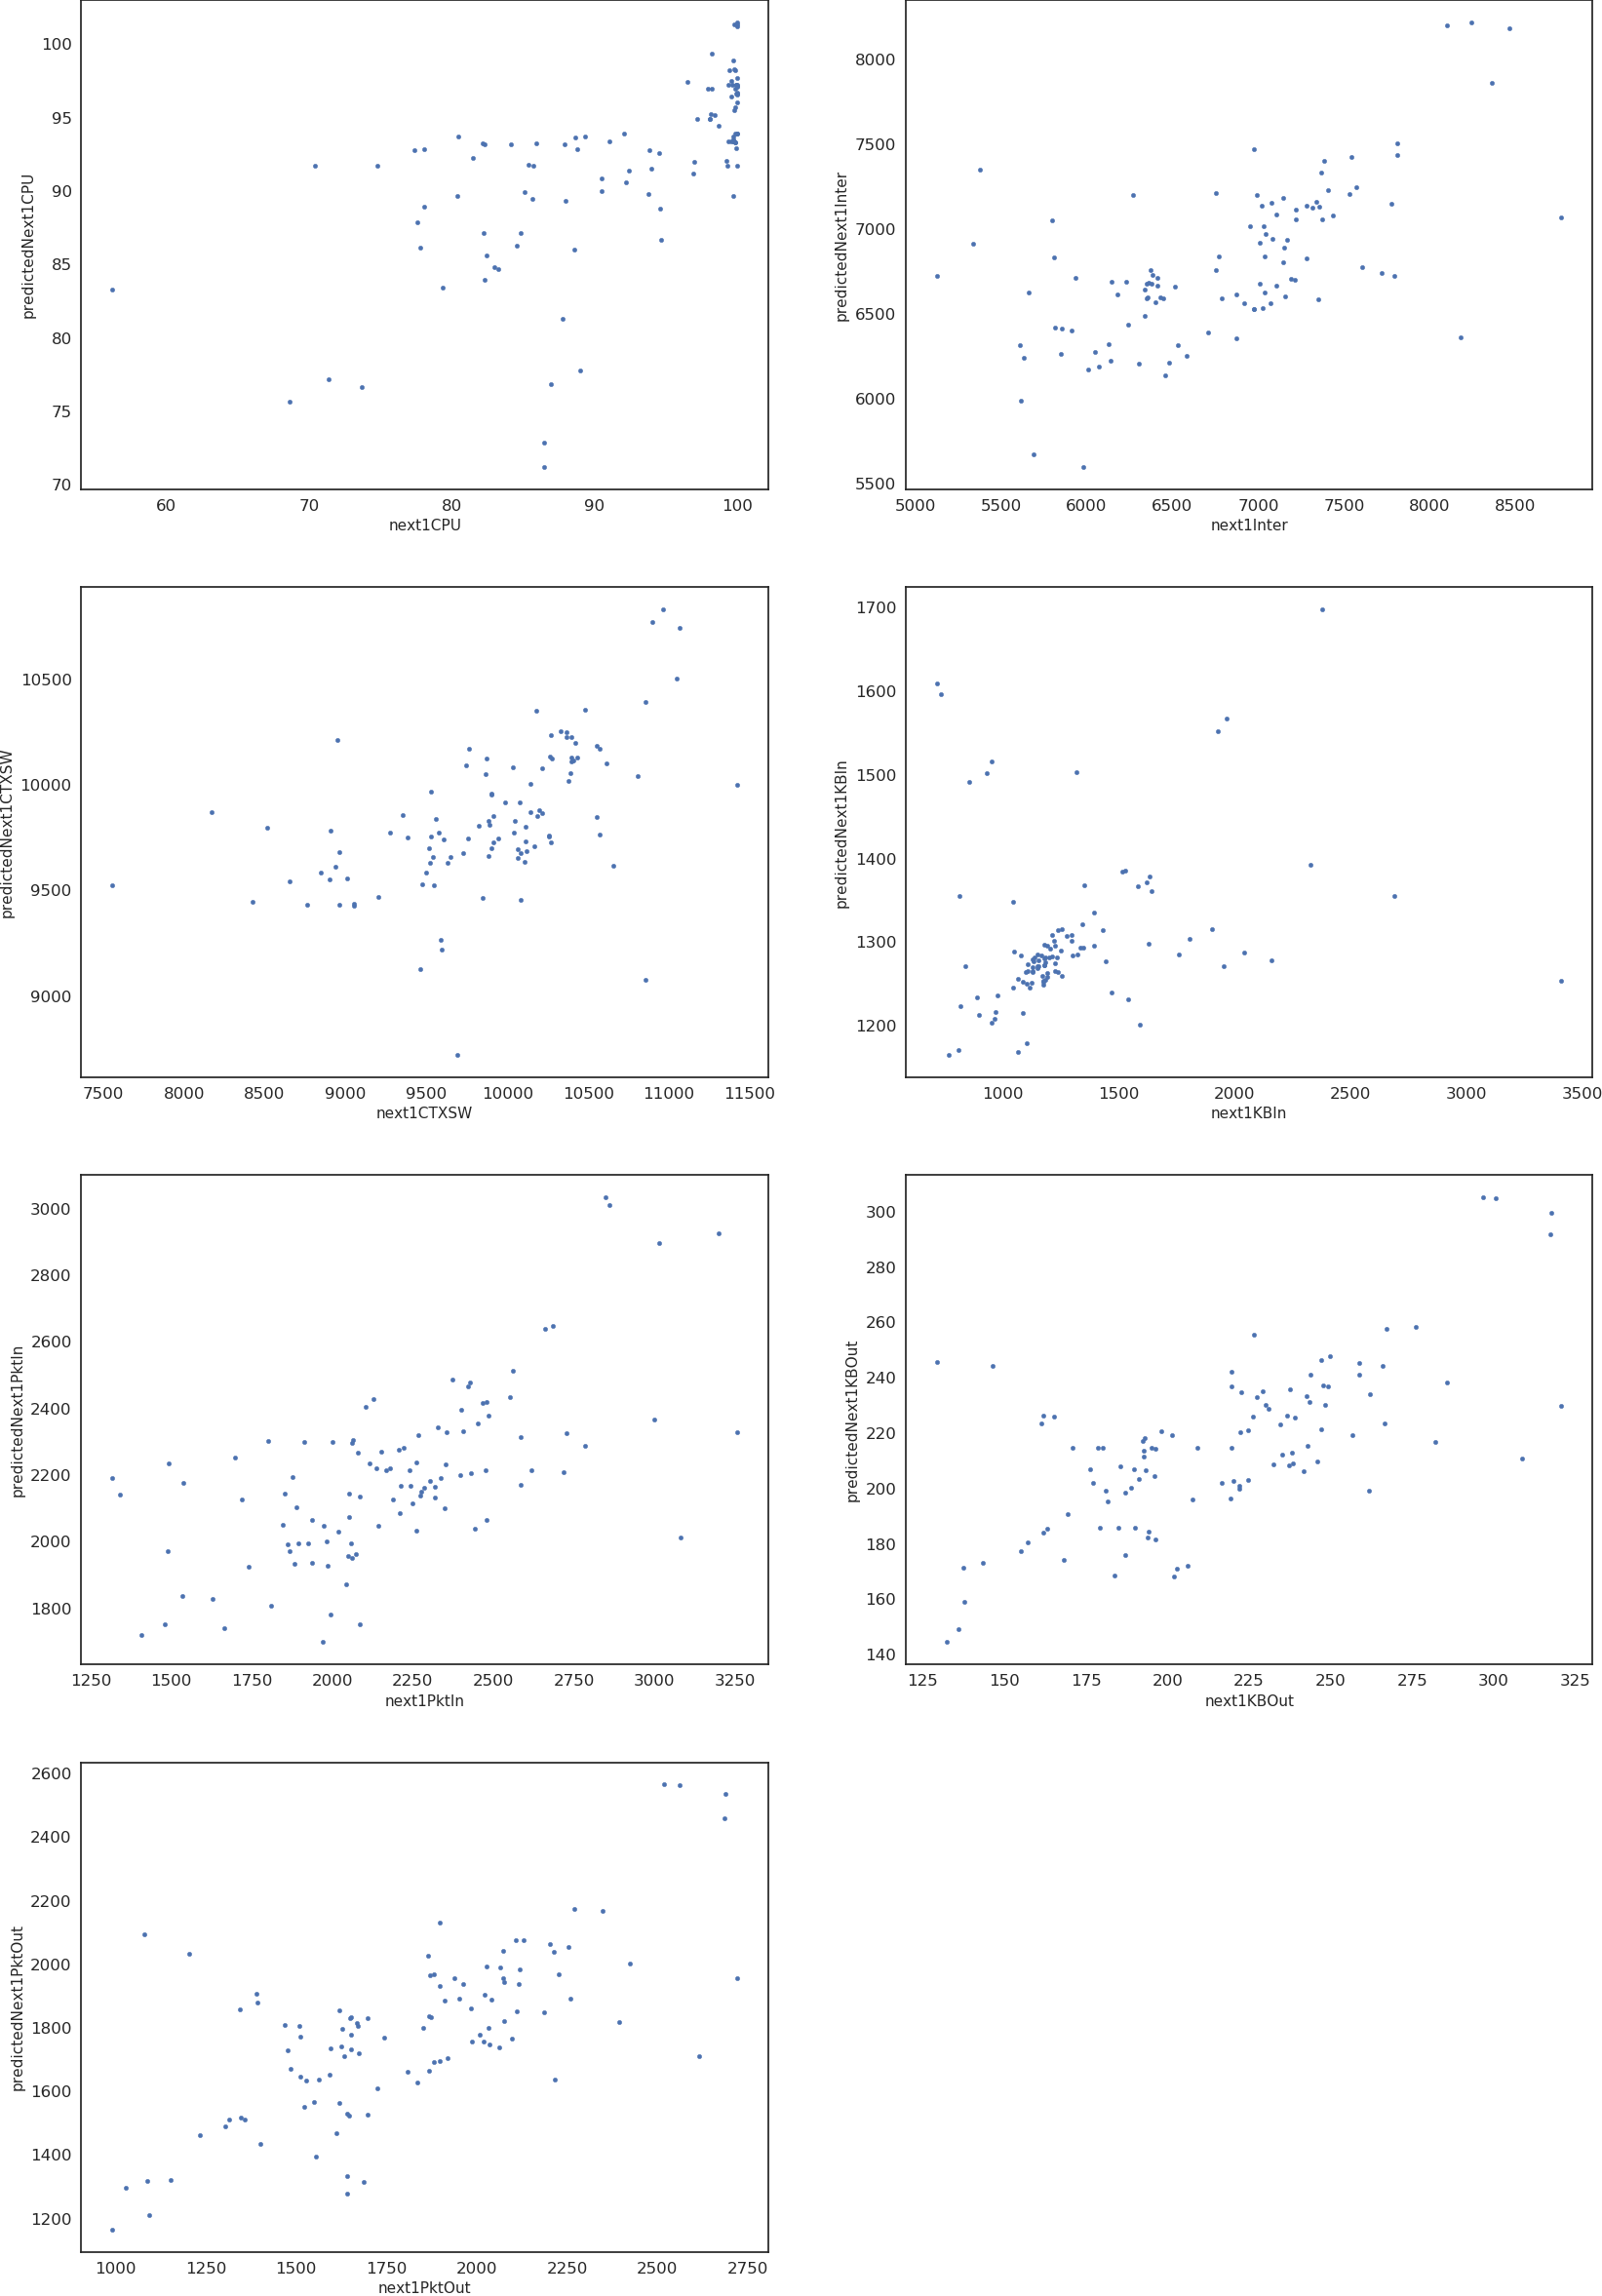 100
95
90
85
80
75
70
predictedNext1CPU
60 70 80 90 100
next1CPU
8000
7500
7000
6500
6000
5500
predictedNext1Inter
5000 5500 6000 6500 7000 7500 8000 8500
next1Inter
10500
10000
9500
9000
predictedNext1CTXSW
7500 8000 8500 9000 9500 10000 10500 11000 11500
next1CTXSW
1700
1600
1500
1400
1300
1200
predictedNext1KBIn
1000 1500 2000 2500 3000 3500
next1KBIn
3000
2800
2600
2400
2200
2000
1800
predictedNext1PktIn
1250 1500 1750 2000 2250 2500 2750 3000 3250
next1PktIn
300
280
260
240
220
200
180
160
140
predictedNext1KBOut
125 150 175 200 225 250 275 300 325
next1KBOut
2600
2400
2200
2000
1800
1600
1400
1200
predictedNext1PktOut
1000 1250 1500 1750 2000 2250 2500 2750
next1PktOut